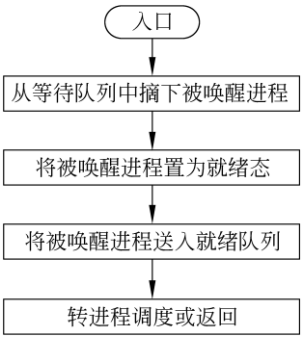 入口
从等待队列中摘下被唤醒进程
将被唤醒进程置为就绪态
将被唤醒进程送入就绪队列
转进程调度或返回